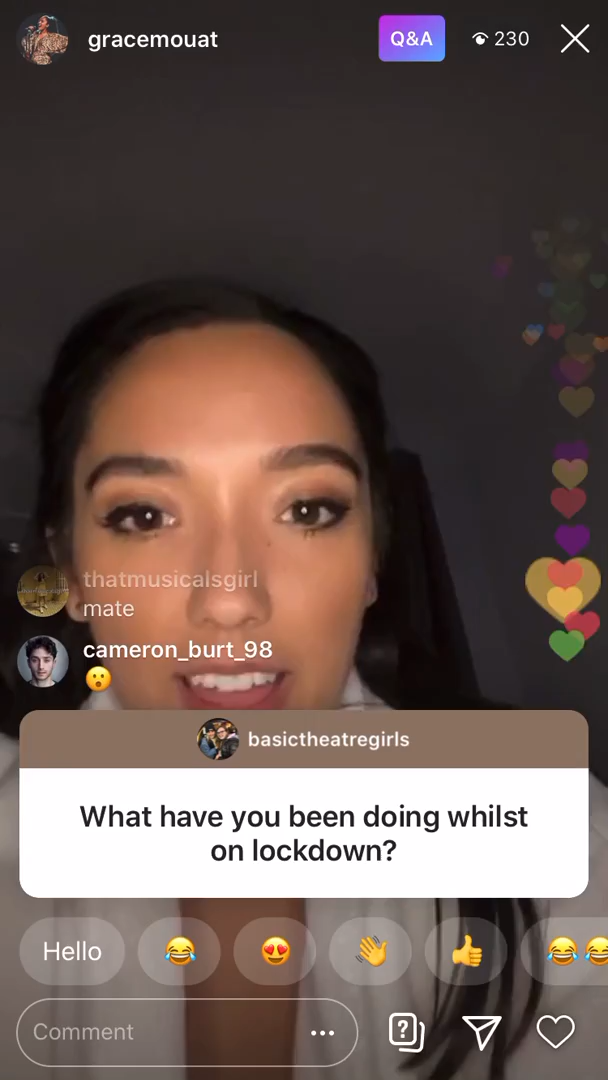 gracemouat
Q&A
230
thatmusicalsgirl
mate
cameron_burt_98
😮
basictheatregirls
What have you been doing whilst
on lockdown?
Hello 😂 😍 👋 👍 😂😂
Comment